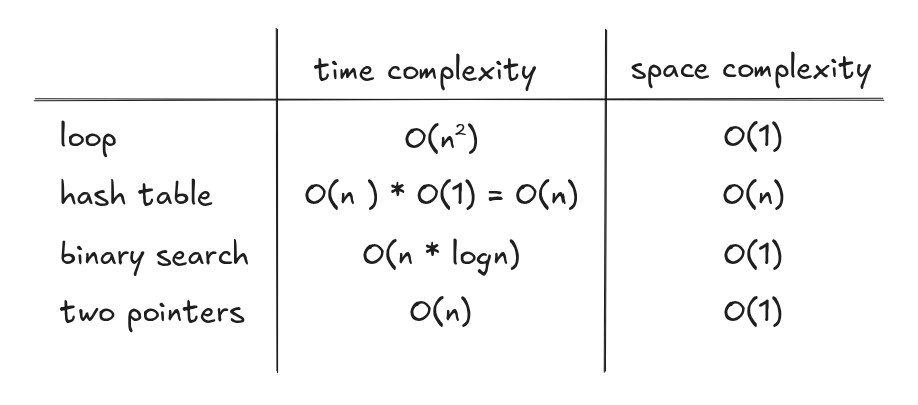 time complexity space complexity
loop O(n²) O(1)
hash table O(n ) * O(1) = O(n) O(n)
binary search O(n * logn) O(1)
two pointers O(n) O(1)